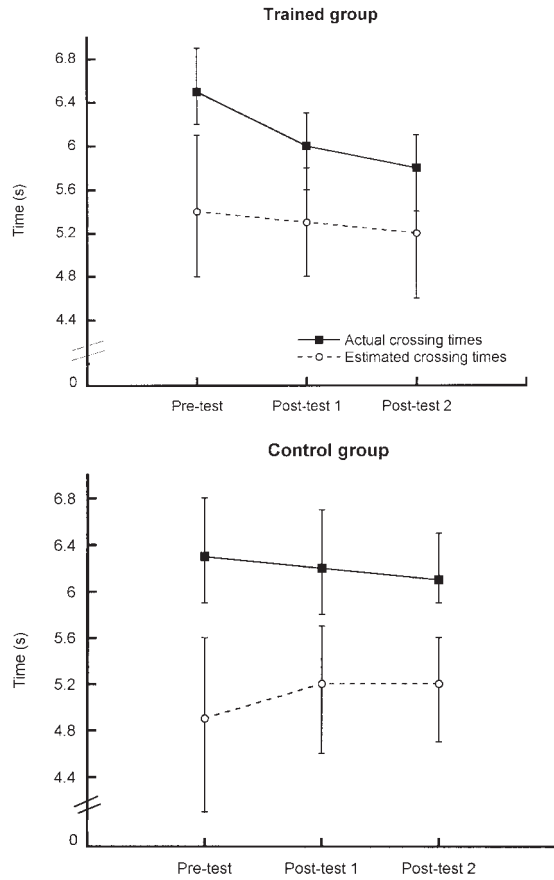 Trained group
6.8
6.4
6
5.6
5.2
4.8
4.4
0
Time (s)
Actual crossing times
Estimated crossing times
Pre-test Post-test 1 Post-test 2
Control group
6.8
6.4
6
5.6
5.2
4.8
4.4
0
Time (s)
Pre-test Post-test 1 Post-test 2